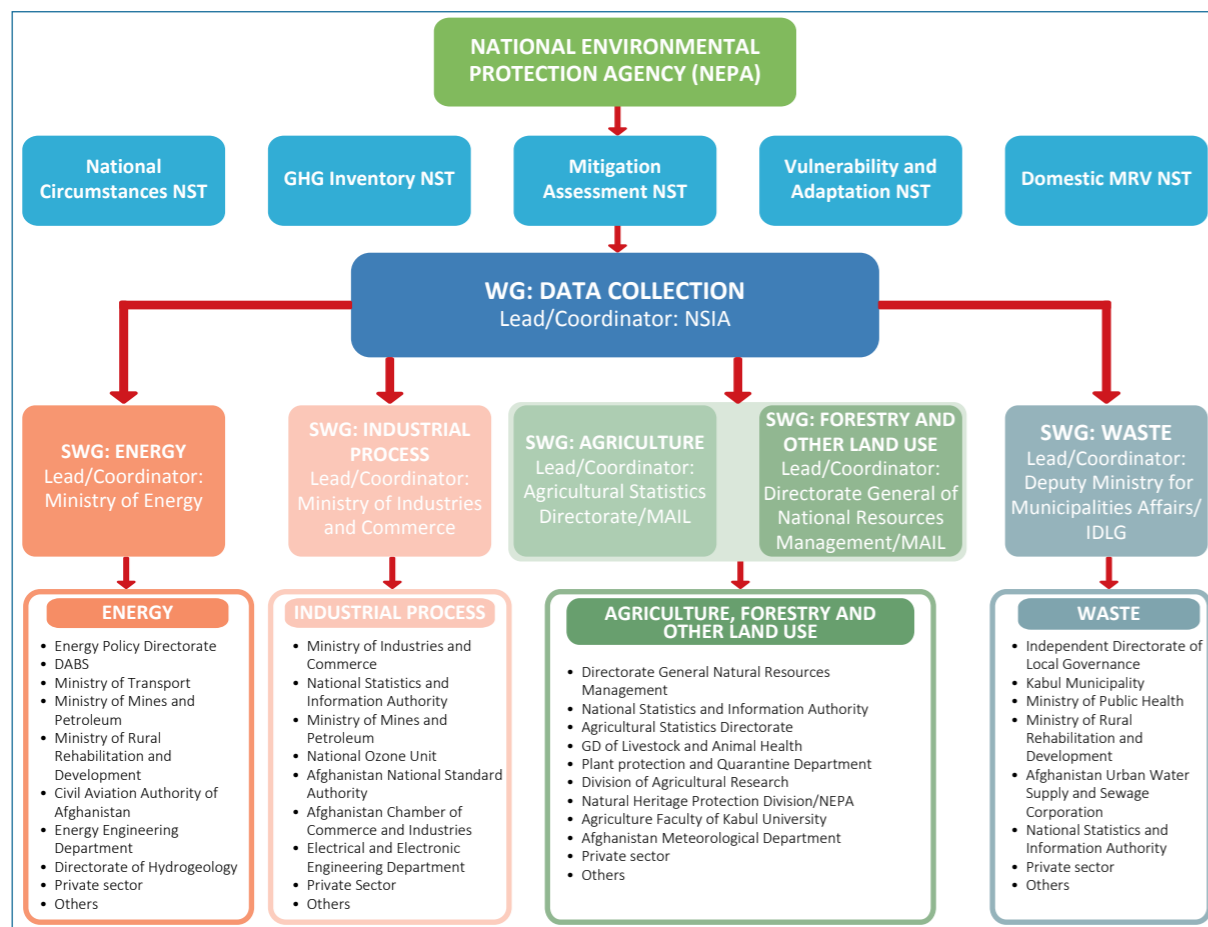 NATIONAL ENVIRONMENTAL
PROTECTION AGENCY (NEPA)
National
Circumstances NST
GHG Inventory NST
Mitigation
Assessment NST
Vulnerability and
Adaptation NST
Domestic MRV NST
WG: DATA COLLECTION
Lead/Coordinator: NSIA
SWG: ENERGY
Lead/Coordinator:
Ministry of Energy
SWG: INDUSTRIAL
PROCESS
Lead/Coordinator:
Ministry of Industries
and Commerce
SWG: AGRICULTURE
Lead/Coordinator:
Agricultural Statistics
Directorate/MAIL
SWG: FORESTRY AND
OTHER LAND USE
Lead/Coordinator:
Directorate General of
National Resources
Management/MAIL
SWG: WASTE
Lead/Coordinator:
Deputy Ministry for
Municipalities Affairs/
IDLG
ENERGY
• Energy Policy Directorate
• DABS
• Ministry of Transport
• Ministry of Mines and
Petroleum
• Ministry of Rural
Rehabilitation and
Development
• Civil Aviation Authority of
Afghanistan
• Energy Engineering
Department
• Directorate of Hydrogeology
• Private sector
• Others
INDUSTRIAL PROCESS
• Ministry of Industries and
Commerce
• National Statistics and
Information Authority
• Ministry of Mines and
Petroleum
• National Ozone Unit
• Afghanistan National Standard
Authority
• Afghanistan Chamber of
Commerce and Industries
• Electrical and Electronic
Engineering Department
• Private Sector
• Others
AGRICULTURE, FORESTRY AND
OTHER LAND USE
• Directorate General Natural Resources
Management
• National Statistics and Information Authority
• Agricultural Statistics Directorate
• GD of Livestock and Animal Health
• Plant protection and Quarantine Department
• Division of Agricultural Research
• Natural Heritage Protection Division/NEPA
• Agriculture Faculty of Kabul University
• Afghanistan Meteorological Department
• Private sector
• Others
WASTE
• Independent Directorate of
Local Governance
• Kabul Municipality
• Ministry of Public Health
• Ministry of Rural
Rehabilitation and
Development
• Afghanistan Urban Water
Supply and Sewage
Corporation
• National Statistics and
Information Authority
• Private sector
• Others